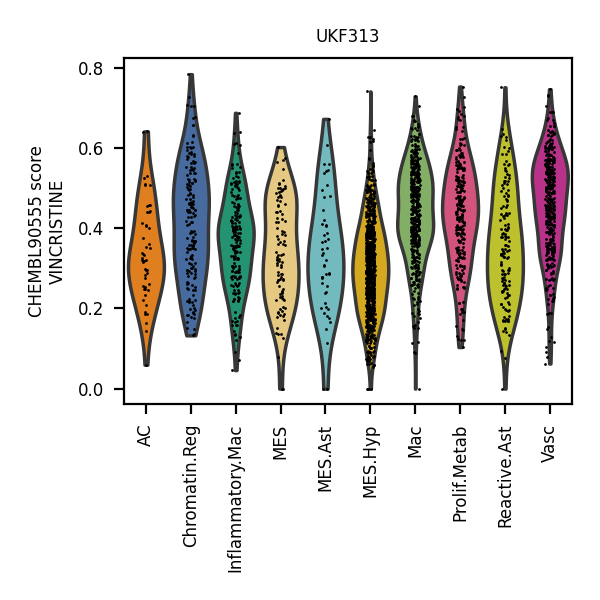 UKF313
CHEMBL90555 score
VINCRISTINE
0.8
0.6
0.4
0.2
0.0
AC
Chromatin.Reg
Inflammatory.Mac
MES
MES.Ast
MES.Hyp
Mac
Prolif.Metab
Reactive.Ast
Vasc